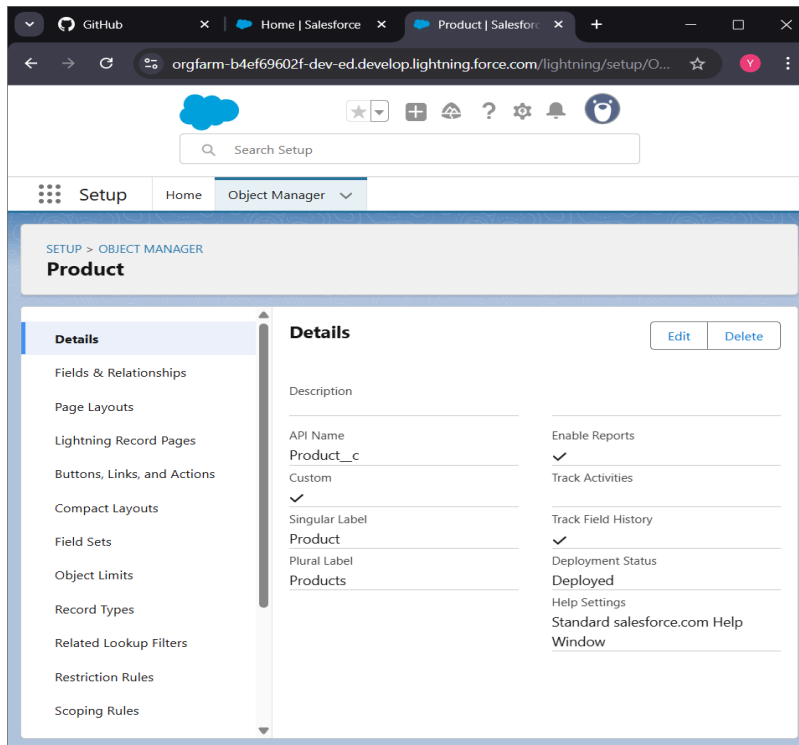 GitHub
Home | Salesforce
Product | Salesforc
orgfarm-b4ef69602f-dev-ed.develop.lightning.force.com/lightning/setup/O...
Y
Search Setup
Setup
Home
Object Manager
SETUP > OBJECT MANAGER
Product
Details
Fields & Relationships
Page Layouts
Lightning Record Pages
Buttons, Links, and Actions
Compact Layouts
Field Sets
Object Limits
Record Types
Related Lookup Filters
Restriction Rules
Scoping Rules
Details
Edit
Delete
Description
API Name
Product__c
Custom
Singular Label
Product
Plural Label
Products
Enable Reports
Track Activities
Track Field History
Deployment Status
Deployed
Help Settings
Standard salesforce.com Help
Window